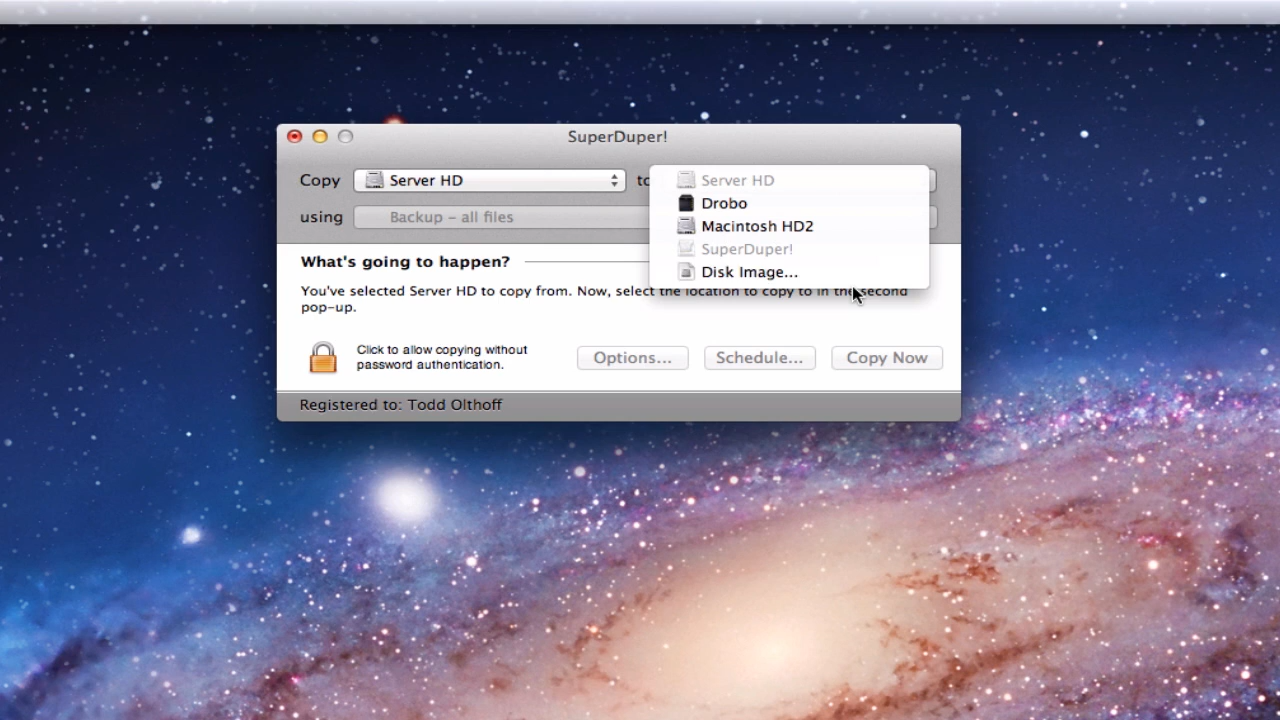 SuperDuper!
Copy Server HD to
Server HD
Drobo
Macintosh HD2
SuperDuper!
Disk Image...
using Backup – all files
What's going to happen?
You've selected Server HD to copy from. Now, select the location to copy to in the second
pop-up.
Click to allow copying without
password authentication.
Options...
Schedule...
Copy Now
Registered to: Todd Olthoff